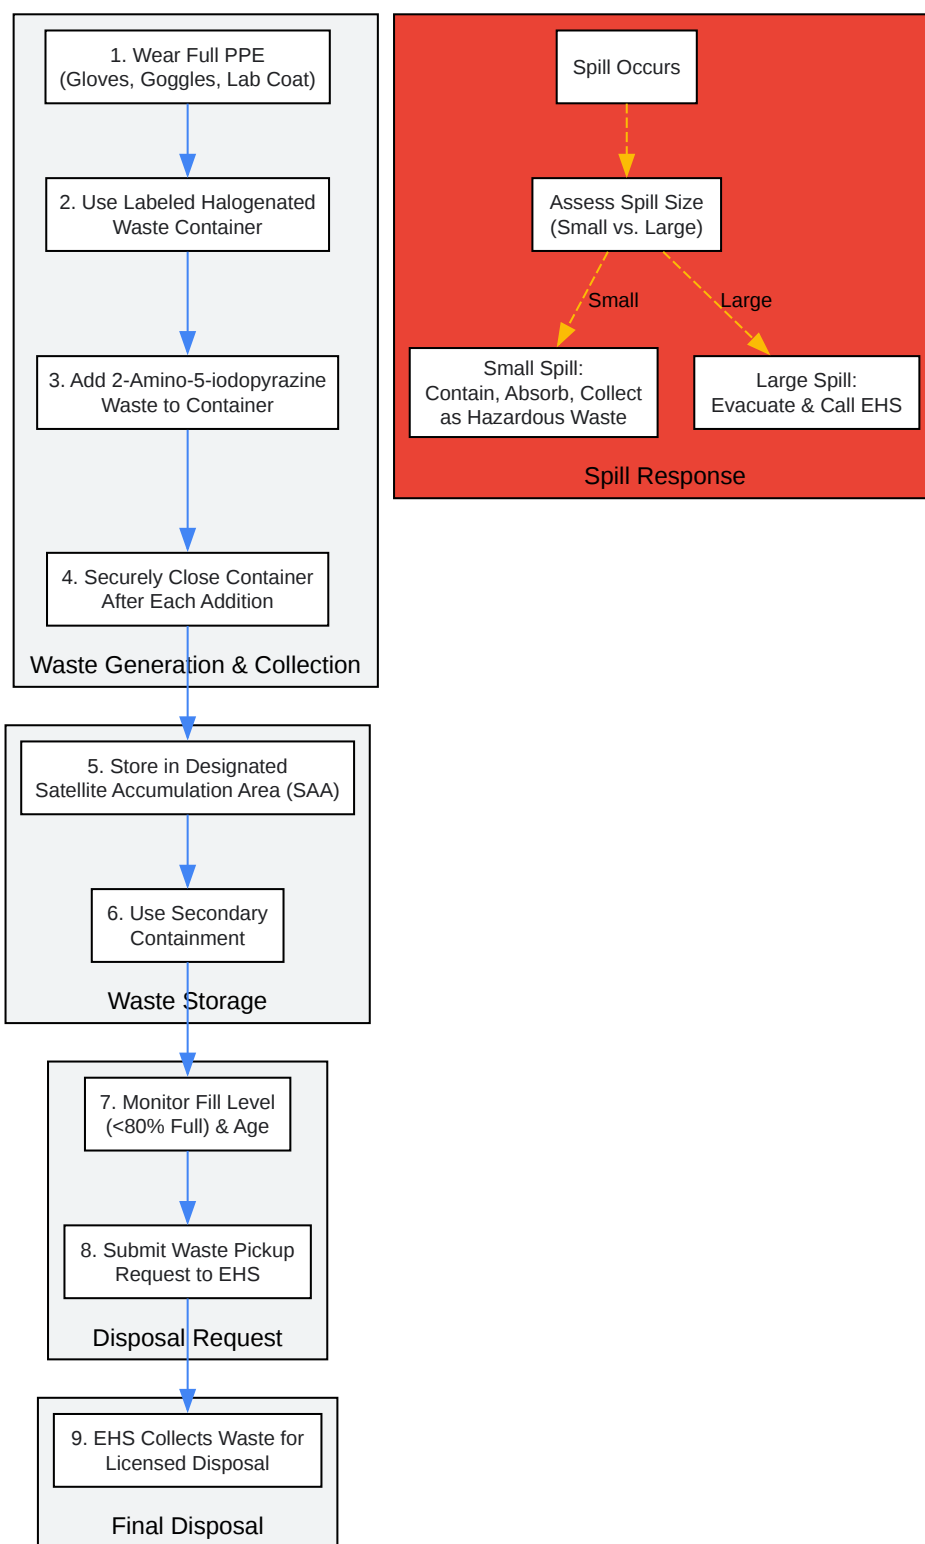 1. Wear Full PPE
(Gloves, Goggles, Lab Coat)
2. Use Labeled Halogenated
Waste Container
3. Add 2-Amino-5-iodopyrazine
Waste to Container
4. Securely Close Container
After Each Addition
Waste Generation & Collection
5. Store in Designated
Satellite Accumulation Area (SAA)
6. Use Secondary
Containment
Waste Storage
7. Monitor Fill Level
(<80% Full) & Age
8. Submit Waste Pickup
Request to EHS
Disposal Request
9. EHS Collects Waste for
Licensed Disposal
Final Disposal
Spill Occurs
Assess Spill Size
(Small vs. Large)
Small
Large
Small Spill:
Contain, Absorb, Collect
as Hazardous Waste
Large Spill:
Evacuate & Call EHS
Spill Response